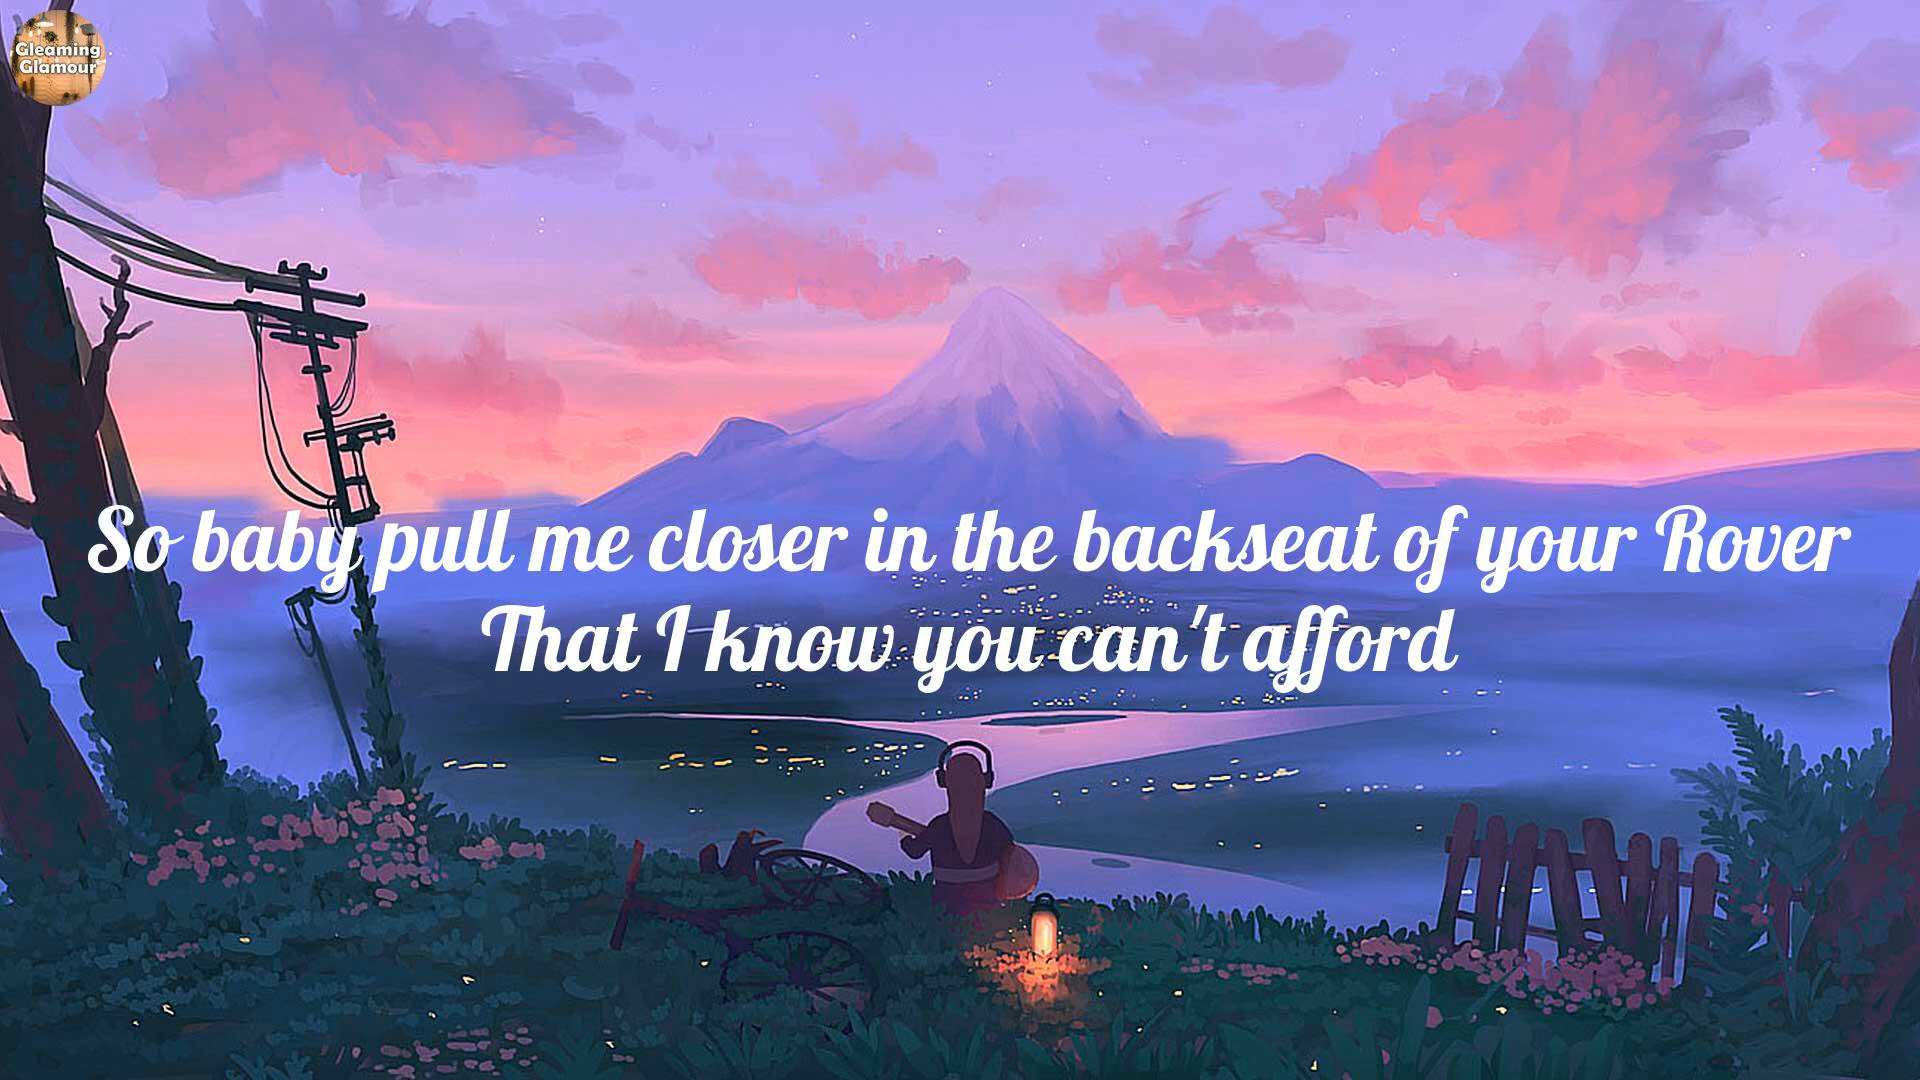 Gleaming
Glamour
So baby pull me closer in the backseat of your Rover
That I know you can't afford